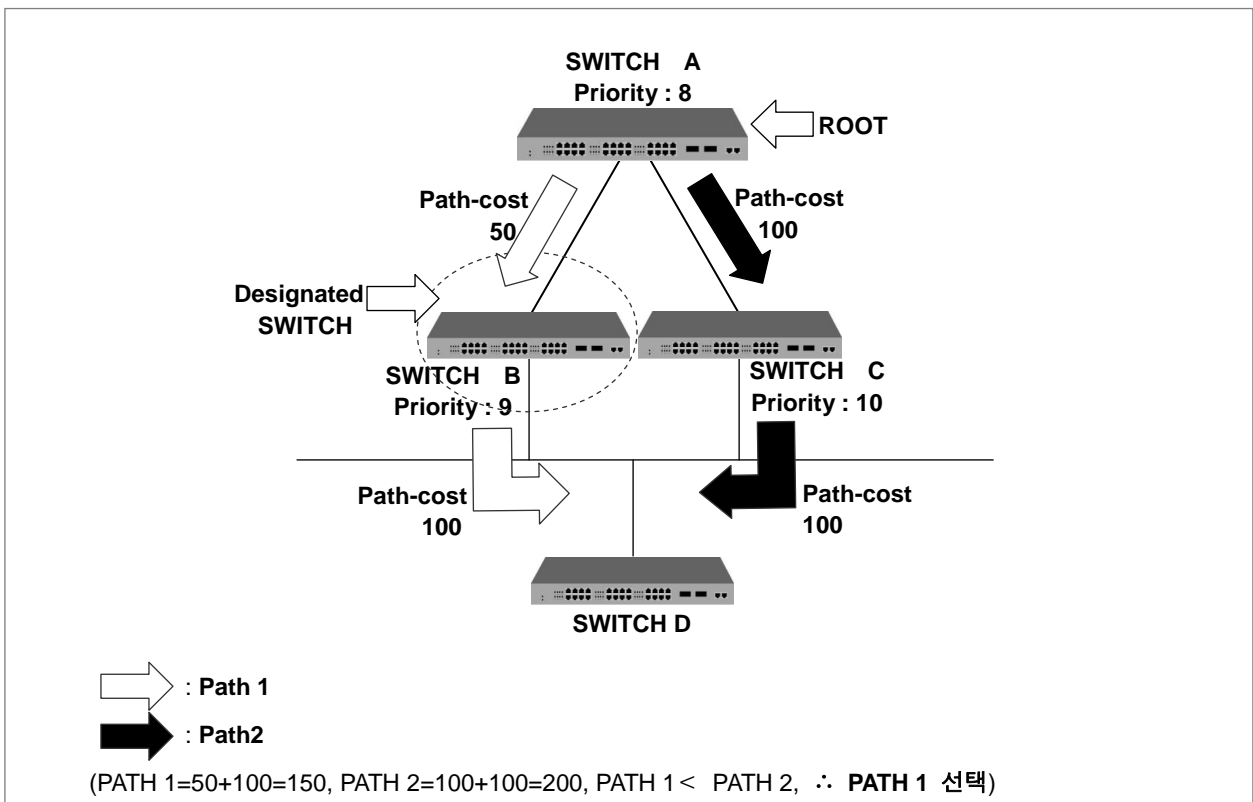 SWITCH A
Priority : 8
ROOT
Path-cost
50
Path-cost
100
Designated
SWITCH
SWITCH B
Priority : 9
SWITCH C
Priority : 10
Path-cost
100
Path-cost
100
SWITCH D
: Path 1
: Path2
(PATH 1=50+100=150, PATH 2=100+100=200, PATH 1< PATH 2, ∴ PATH 1 선택)